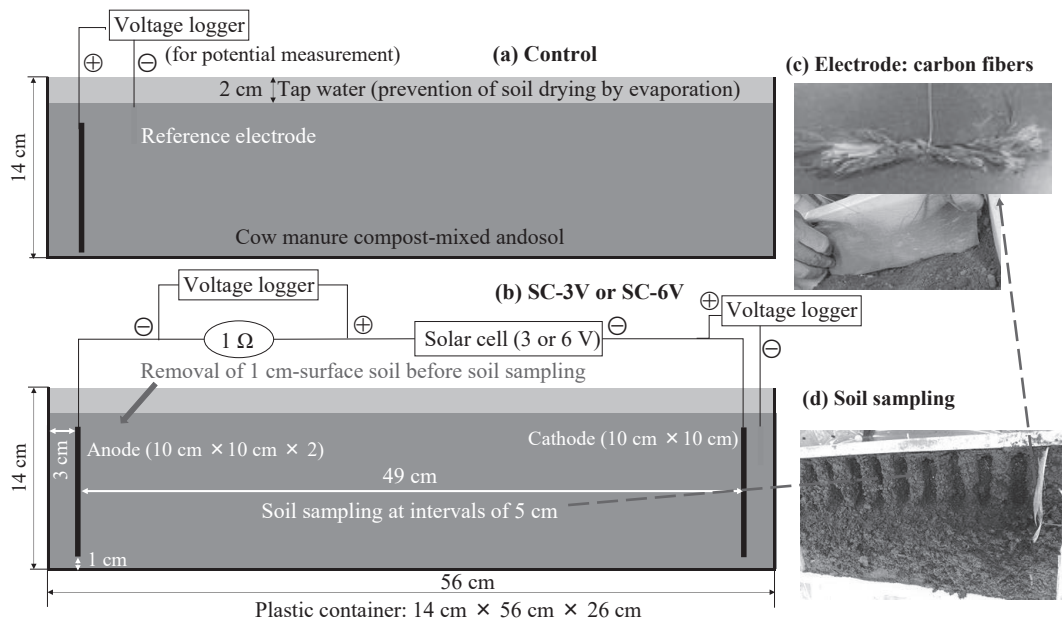 Voltage logger
(for potential measurement)
⊕
⊖
(a) Control
2 cm
Tap water (prevention of soil drying by evaporation)
Reference electrode
14 cm
Cow manure compost-mixed andosol
(c) Electrode: carbon fibers
(b) SC-3V or SC-6V
Voltage logger
⊖
1 Ω
⊕
Solar cell (3 or 6 V)
⊖
⊕
Voltage logger
⊖
Removal of 1 cm-surface soil before soil sampling
14 cm
3 cm
Anode (10 cm × 10 cm × 2)
Cathode (10 cm × 10 cm)
49 cm
Soil sampling at intervals of 5 cm
1 cm
56 cm
Plastic container: 14 cm × 56 cm × 26 cm
(d) Soil sampling